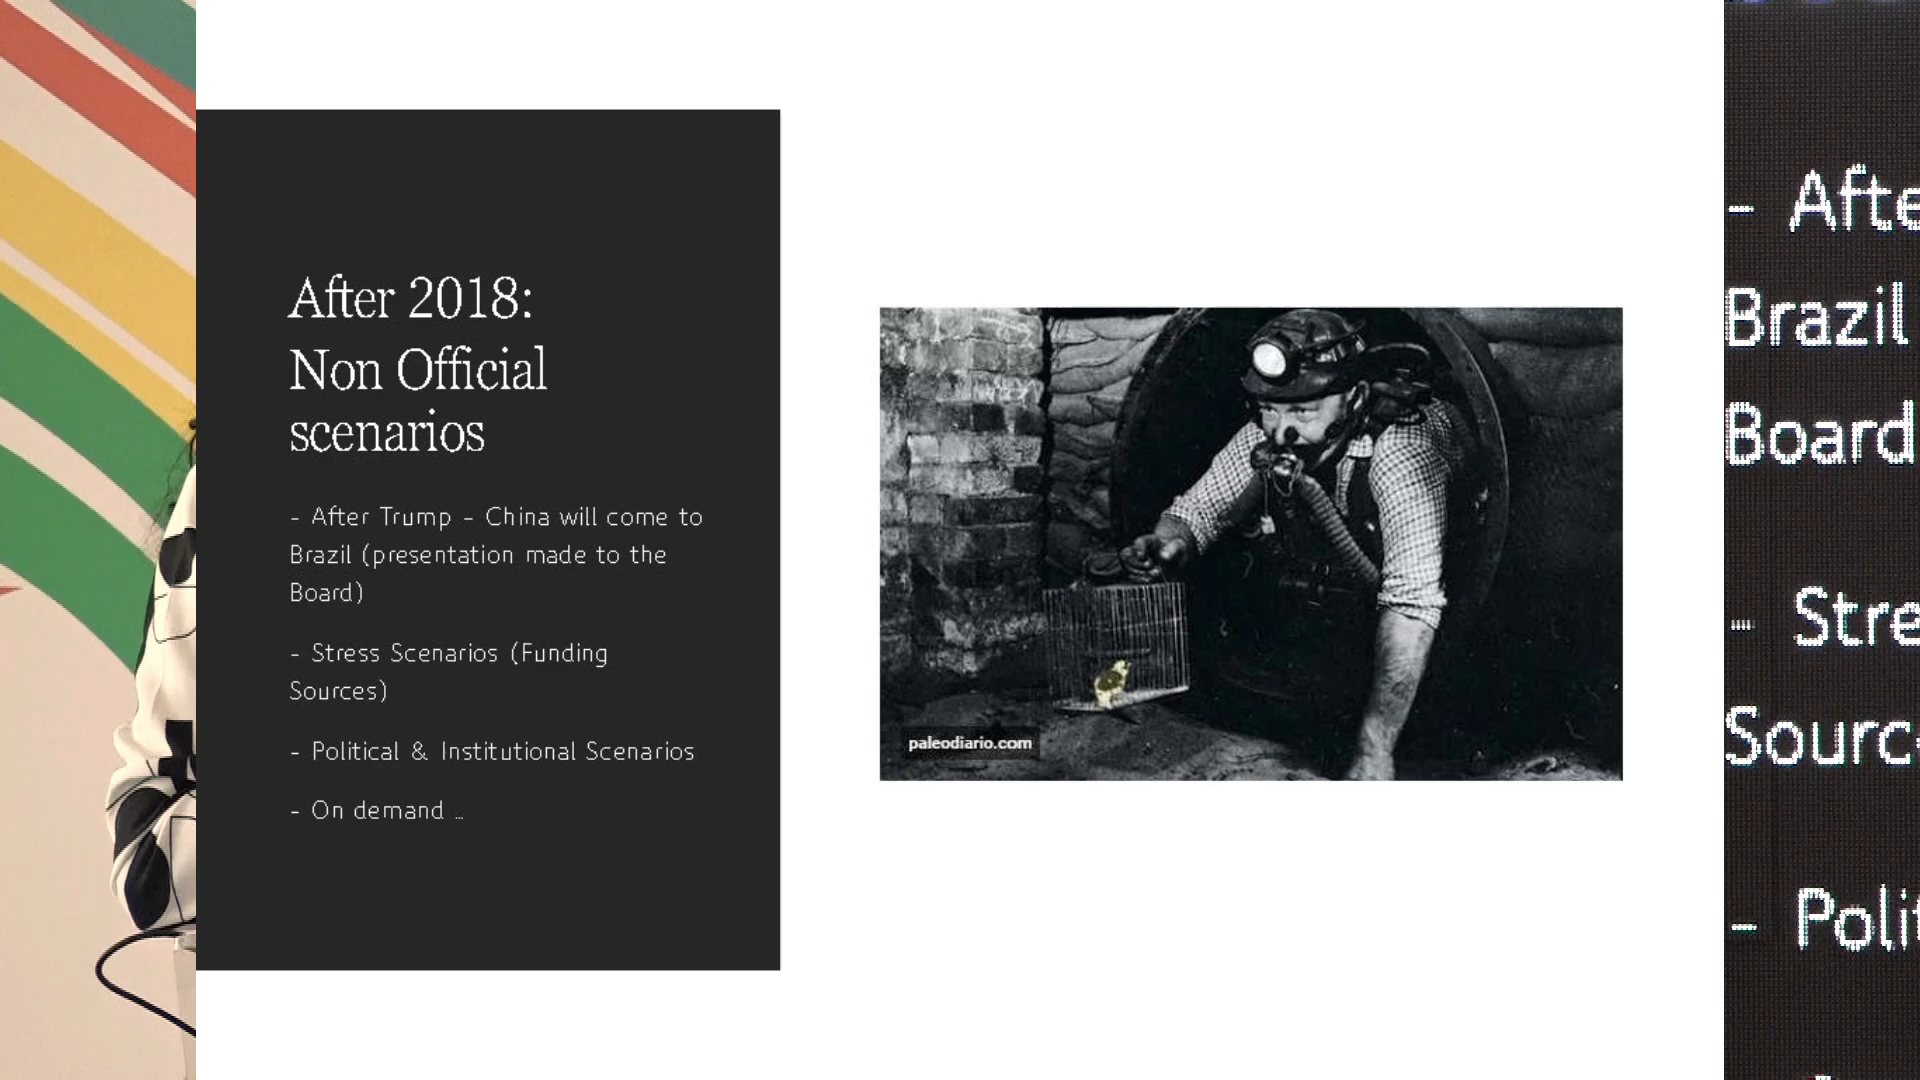 After 2018:
Non Official
scenarios
- After Trump - China will come to
Brazil (presentation made to the
Board)
- Stress Scenarios (Funding
Sources)
- Political & Institutional Scenarios
- On demand ...
paleodiario.com
- Afte
Brazil
Board
- Stre
Sourc
- Polit